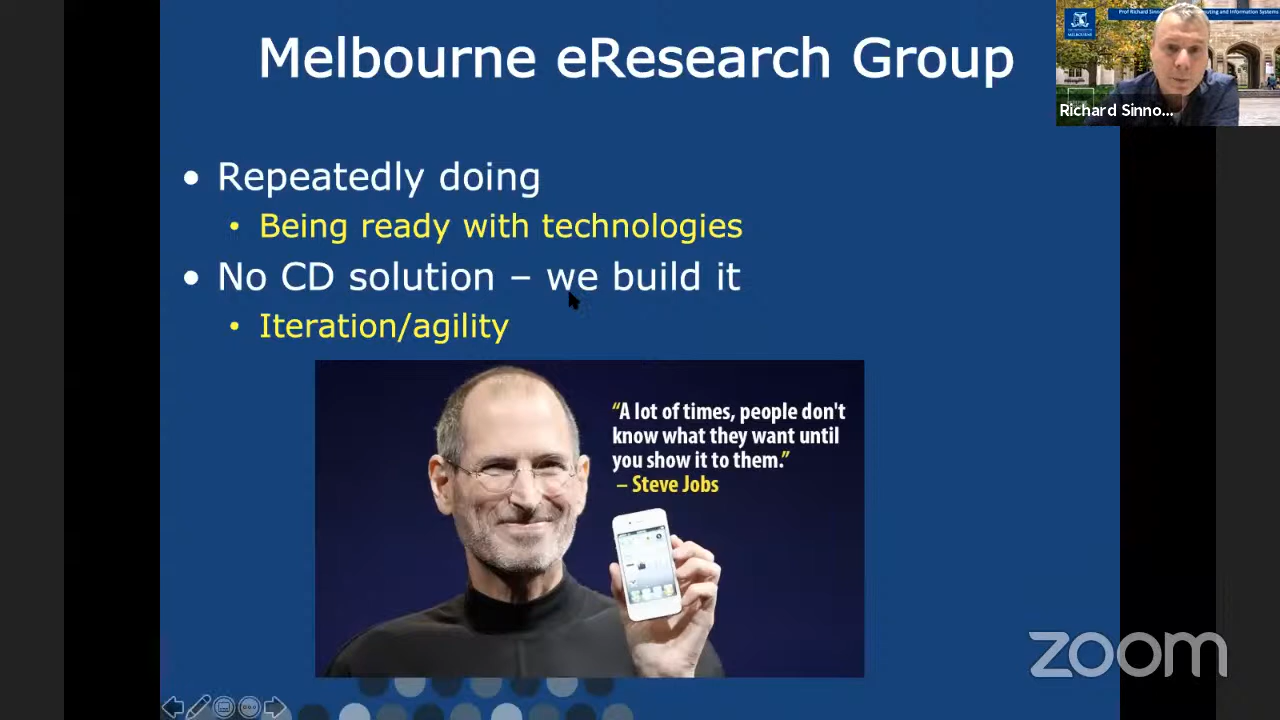 Melbourne eResearch Group
Richard Sinno...
• Repeatedly doing
• Being ready with technologies
• No CD solution – we build it
• Iteration/agility
“A lot of times, people don't
know what they want until
you show it to them.”
– Steve Jobs
zoom